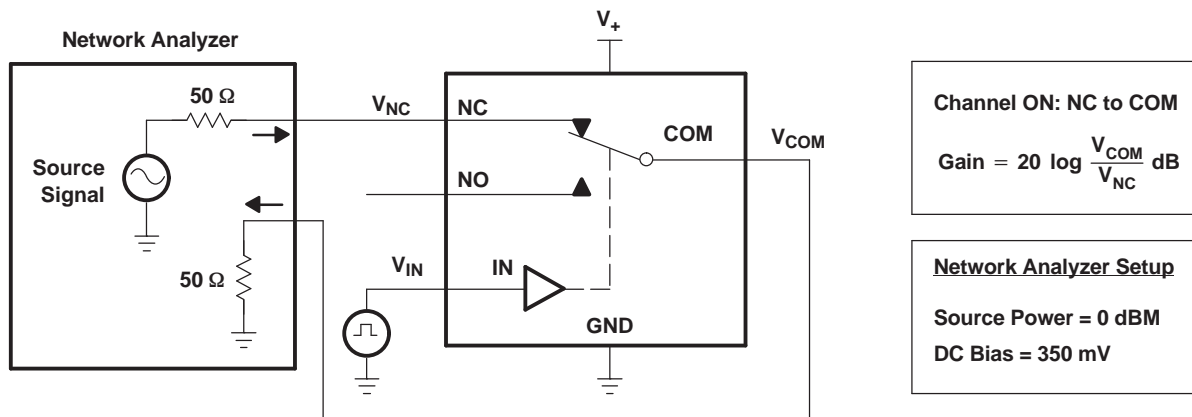 V+
Network Analyzer
50 Ω
VNC
NC
COM
VCOM
Source
Signal
NO
50 Ω
VIN
IN
GND
Channel ON: NC to COM
Gain = 20 log VCOM/VNC dB
Network Analyzer Setup
Source Power = 0 dBM
DC Bias = 350 mV